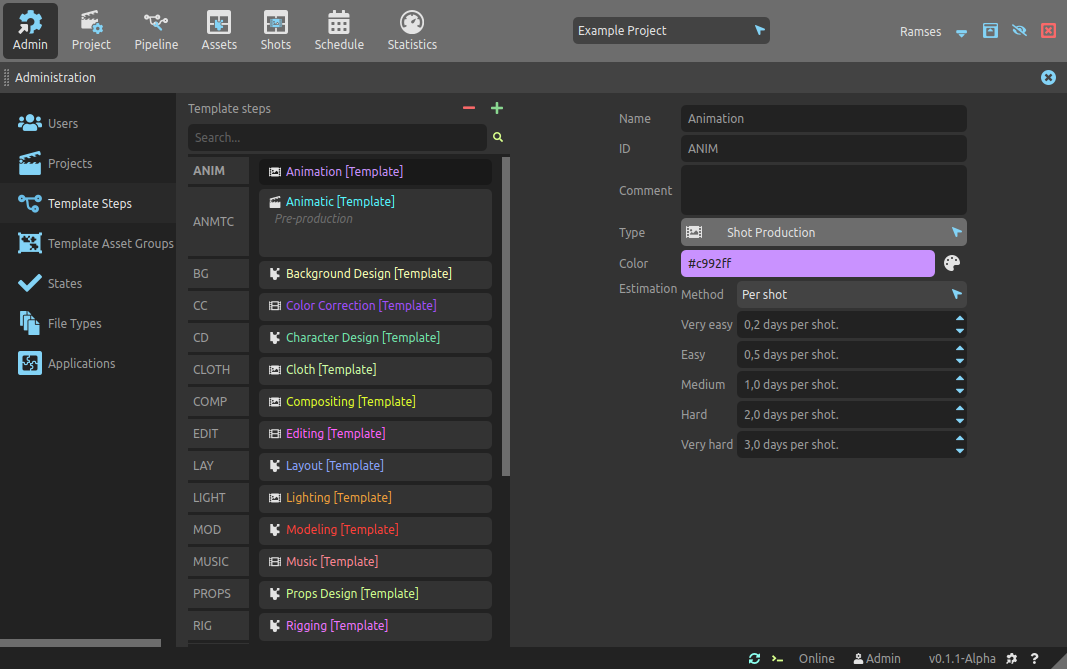 Admin
Project
Pipeline
Assets
Shots
Schedule
Statistics
Example Project
Ramses
Administration
Users
Projects
Template Steps
Template Asset Groups
States
File Types
Applications
Template steps
Search...
ANIM Animation [Template]
ANMTC Animatic [Template]
Pre-production
BG Background Design [Template]
CC Color Correction [Template]
CD Character Design [Template]
CLOTH Cloth [Template]
COMP Compositing [Template]
EDIT Editing [Template]
LAY Layout [Template]
LIGHT Lighting [Template]
MOD Modeling [Template]
MUSIC Music [Template]
PROPS Props Design [Template]
RIG Rigging [Template]
Name Animation
ID ANIM
Comment
Type Shot Production
Color #c992ff
Estimation Method Per shot
Very easy 0,2 days per shot.
Easy 0,5 days per shot.
Medium 1,0 days per shot.
Hard 2,0 days per shot.
Very hard 3,0 days per shot.
Online Admin v0.1.1-Alpha ?